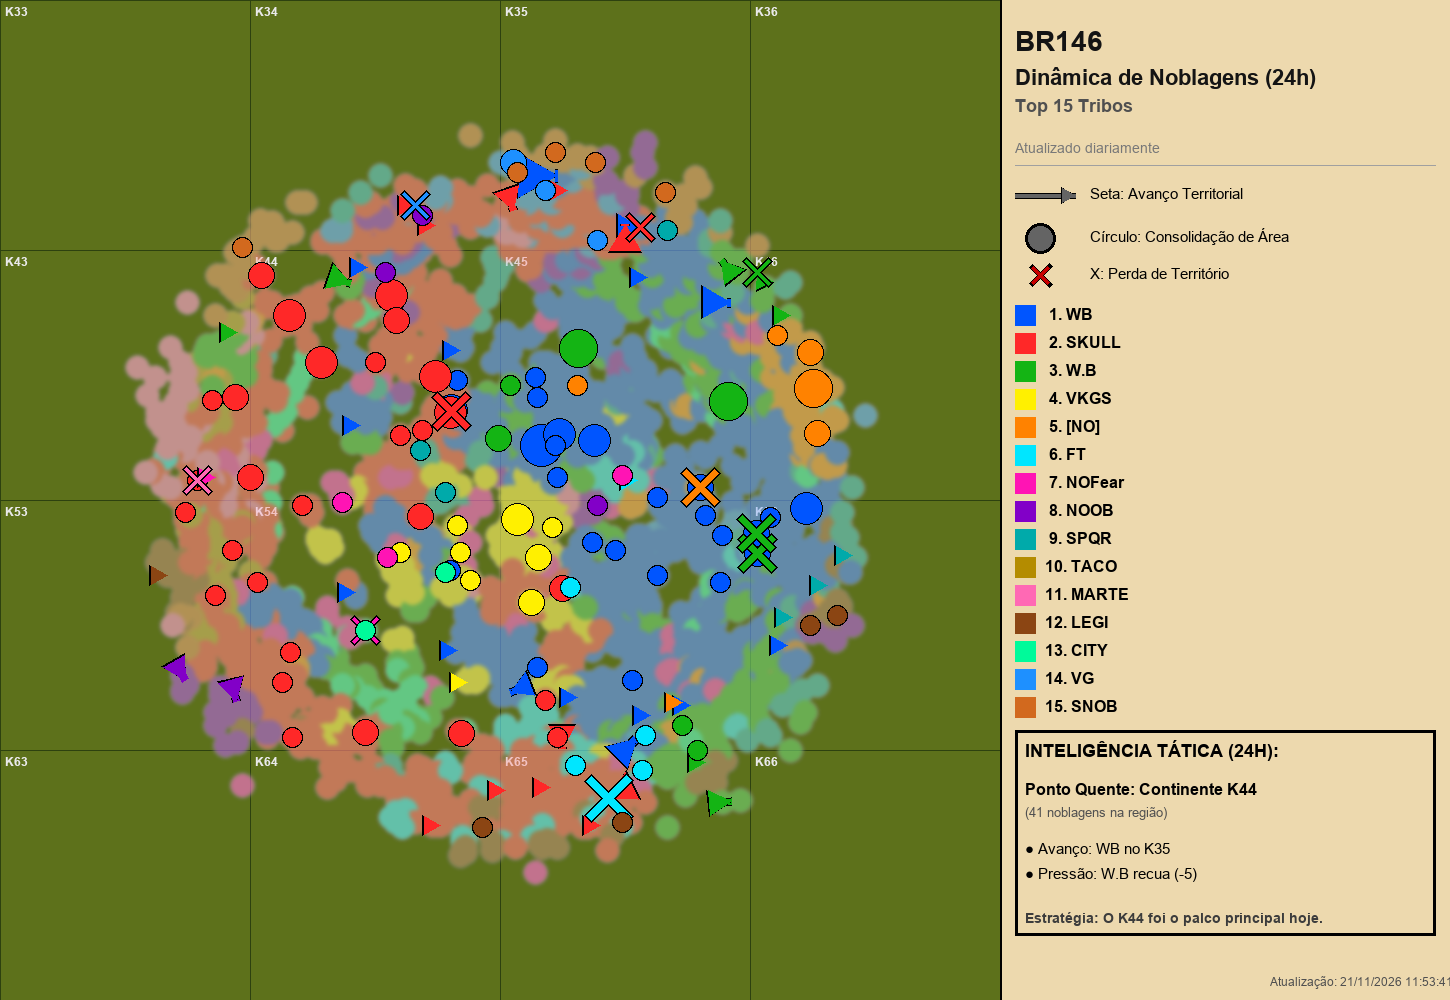 K33
K34
K35
K36
K43
K44
K45
K53
K54
K63
K64
K65
K66
BR146
Dinâmica de Noblagens (24h)
Top 15 Tribos
Atualizado diariamente
Seta: Avanço Territorial
Círculo: Consolidação de Área
X: Perda de Território
1. WB
2. SKULL
3. W.B
4. VKGS
5. [NO]
6. FT
7. NOFear
8. NOOB
9. SPQR
10. TACO
11. MARTE
12. LEGI
13. CITY
14. VG
15. SNOB
INTELIGÊNCIA TÁTICA (24H):
Ponto Quente: Continente K44
(41 noblagens na região)
● Avanço: WB no K35
● Pressão: W.B recua (-5)
Estratégia: O K44 foi o palco principal hoje.
Atualização: 21/11/2026 11:53:41